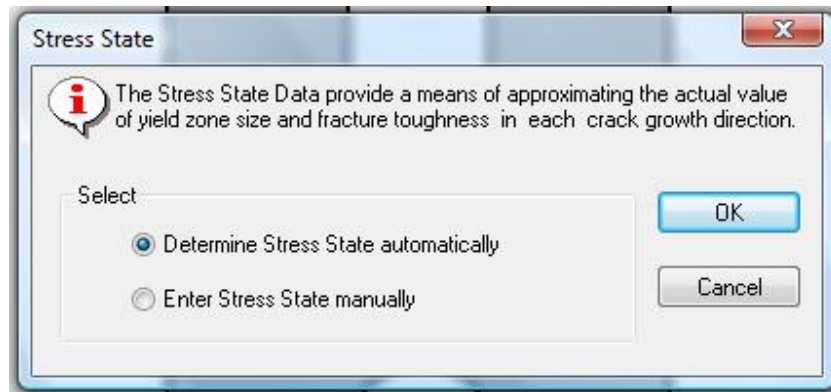 Stress State
The Stress State Data provide a means of approximating the actual value
of yield zone size and fracture toughness in each crack growth direction.
Select
Determine Stress State automatically
Enter Stress State manually
OK
Cancel